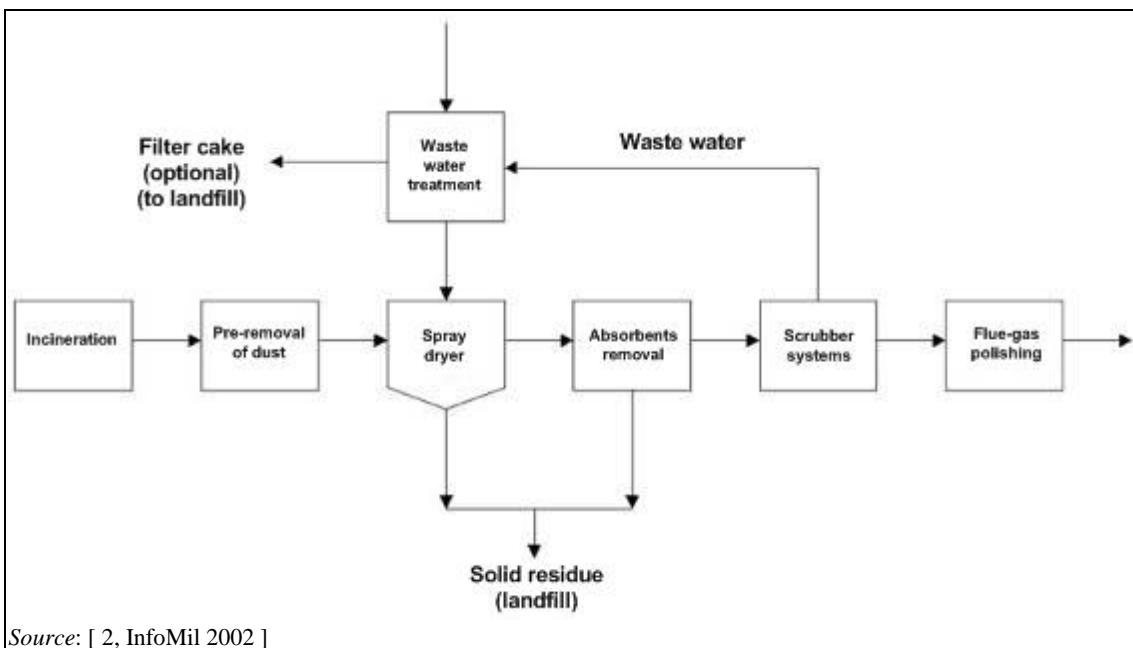 Filter cake
(optional)
(to landfill)
Waste
water
treatment
Waste water
Incineration
Pre-removal
of dust
Spray
dryer
Absorbents
removal
Scrubber
systems
Flue-gas
polishing
Solid residue
(landfill)
Source: [ 2, InfoMil 2002 ]